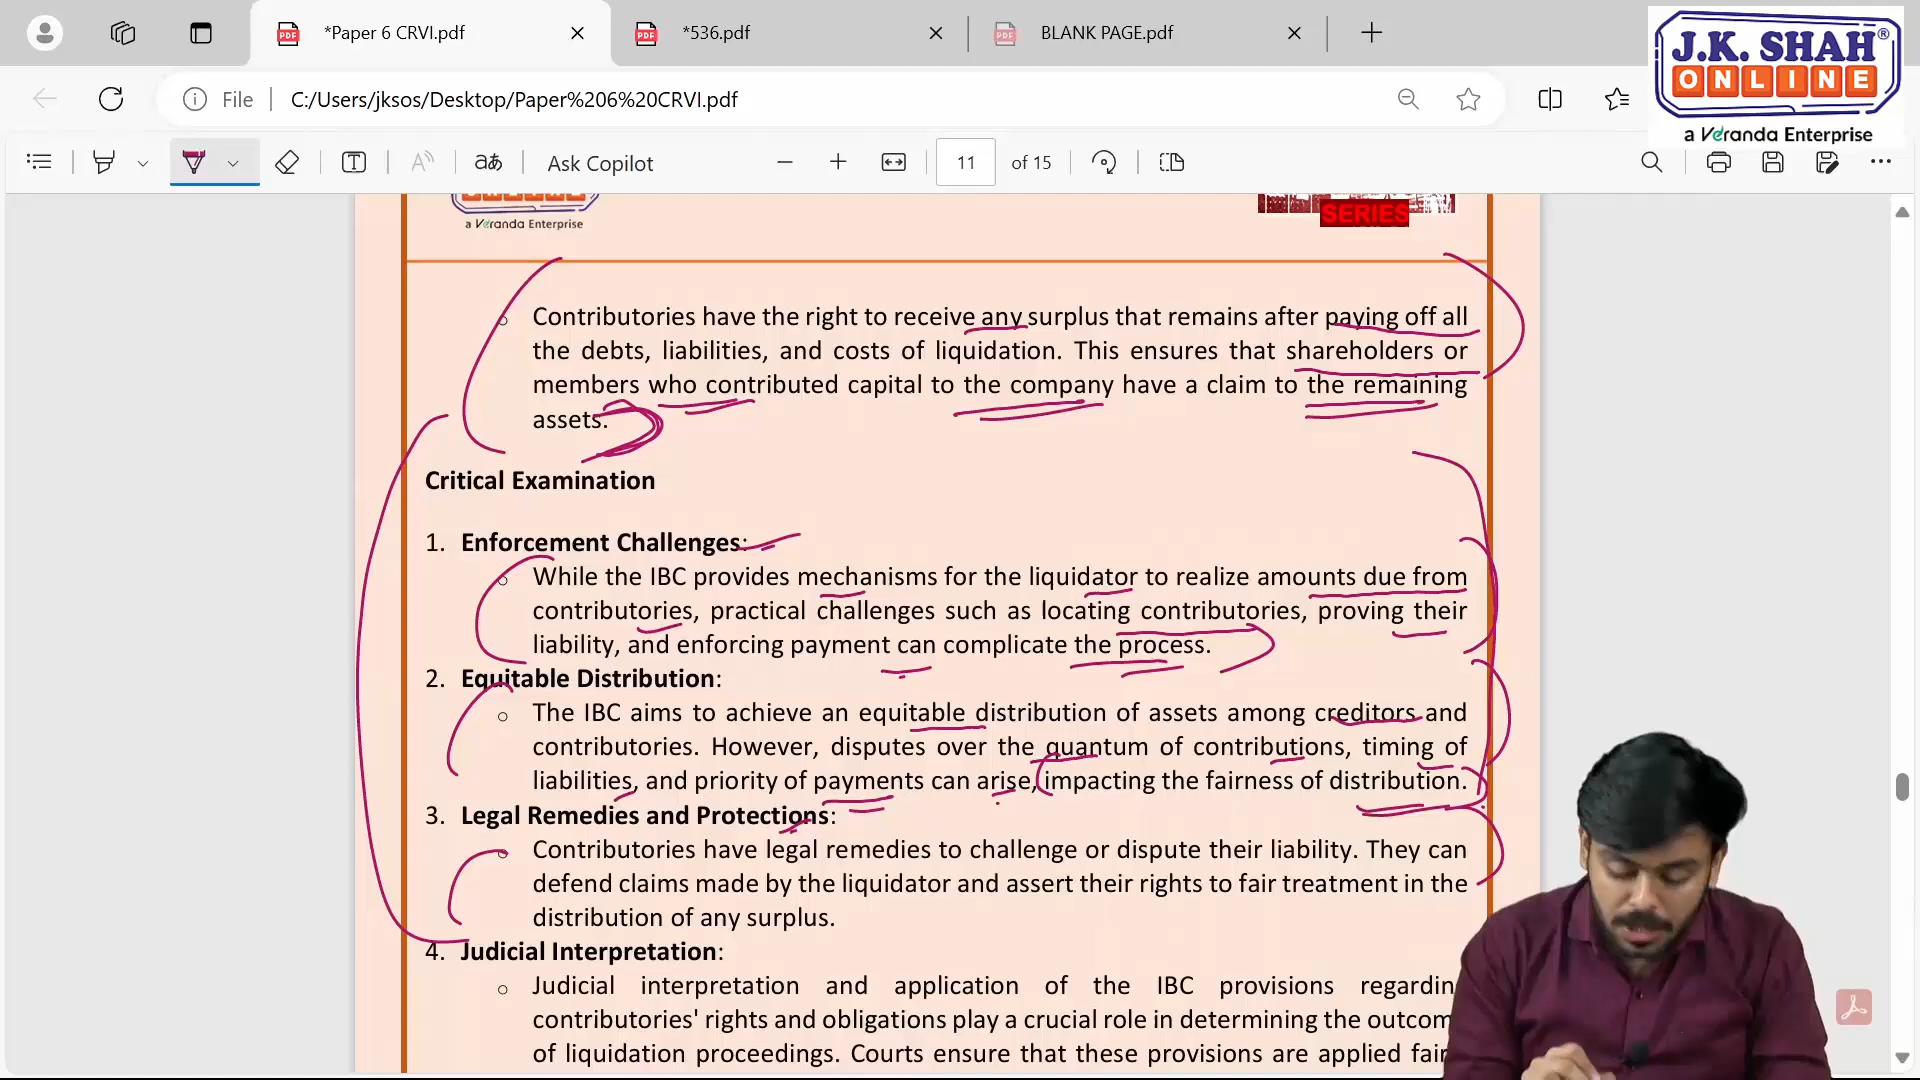 *Paper 6 CRVI.pdf
*536.pdf
BLANK PAGE.pdf
J.K. SHAH®
ONLINE
a Veranda Enterprise
File
C:/Users/jksos/Desktop/Paper%206%20CRVI.pdf
Ask Copilot
11
of 15
a Veranda Enterprise
SERIES
Contributories have the right to receive any surplus that remains after paying off all
the debts, liabilities, and costs of liquidation. This ensures that shareholders or
members who contributed capital to the company have a claim to the remaining
assets.
Critical Examination
1. Enforcement Challenges:
While the IBC provides mechanisms for the liquidator to realize amounts due from
contributories, practical challenges such as locating contributories, proving their
liability, and enforcing payment can complicate the process.
2. Equitable Distribution:
The IBC aims to achieve an equitable distribution of assets among creditors and
contributories. However, disputes over the quantum of contributions, timing of
liabilities, and priority of payments can arise, impacting the fairness of distribution.
3. Legal Remedies and Protections:
Contributories have legal remedies to challenge or dispute their liability. They can
defend claims made by the liquidator and assert their rights to fair treatment in the
distribution of any surplus.
4. Judicial Interpretation:
Judicial interpretation and application of the IBC provisions regardin
contributories' rights and obligations play a crucial role in determining the outcom
of liquidation proceedings. Courts ensure that these provisions are applied fair